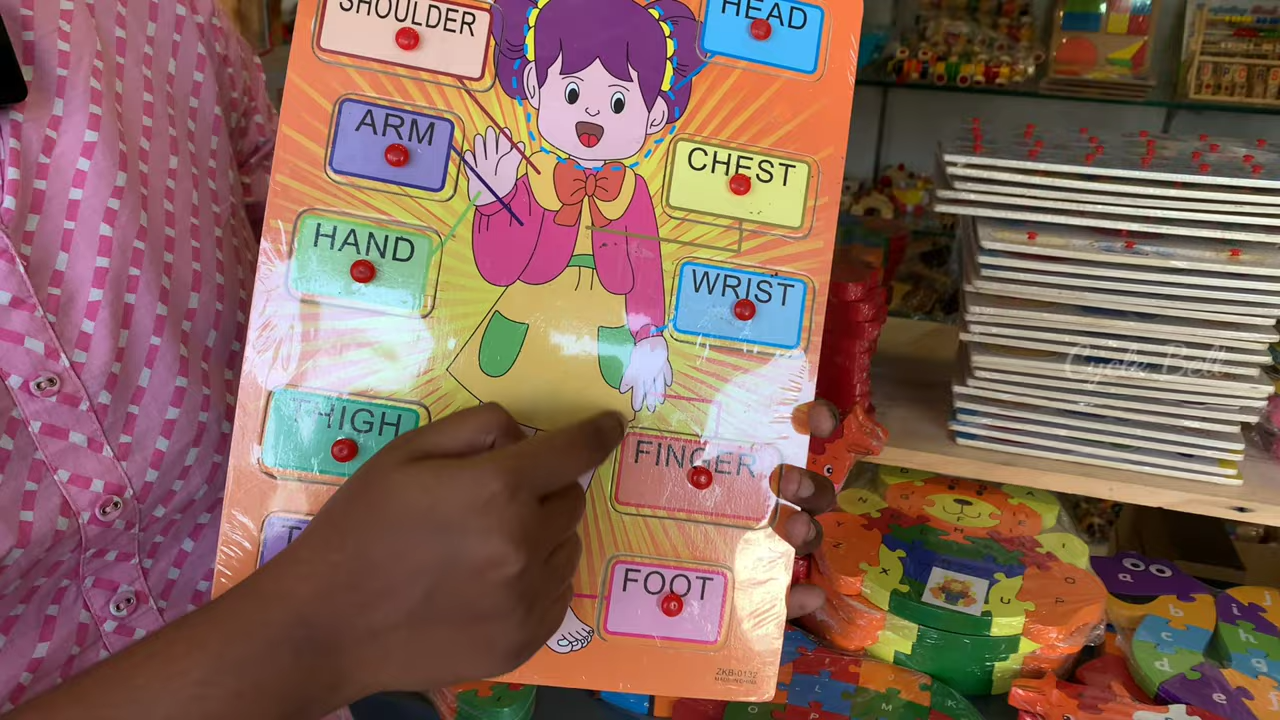 SHOULDER
HEAD
ARM
CHEST
HAND
WRIST
THIGH
FINGER
FOOT
ZKB-0132
MADE IN CHINA
Cycle Bell